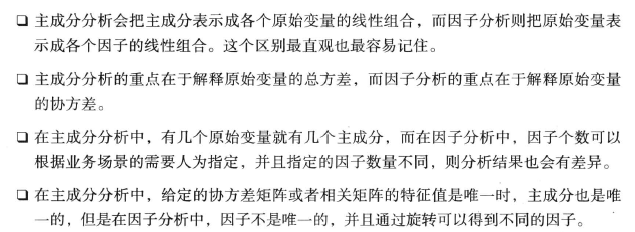 ❑ 主成分分析会把主成分表示成各个原始变量的线性组合，而因子分析则把原始变量表
示成各个因子的线性组合。这个区别最直观也最容易记住。
❑ 主成分分析的重点在于解释原始变量的总方差，而因子分析的重点在于解释原始变量
的协方差。
❑ 在主成分分析中，有几个原始变量就有几个主成分，而在因子分析中，因子个数可以
根据业务场景的需要人为指定，并且指定的因子数量不同，则分析结果也会有差异。
❑ 在主成分分析中，给定的协方差矩阵或者相关矩阵的特征值是唯一时，主成分也是唯
一的，但是在因子分析中，因子不是唯一的，并且通过旋转可以得到不同的因子。